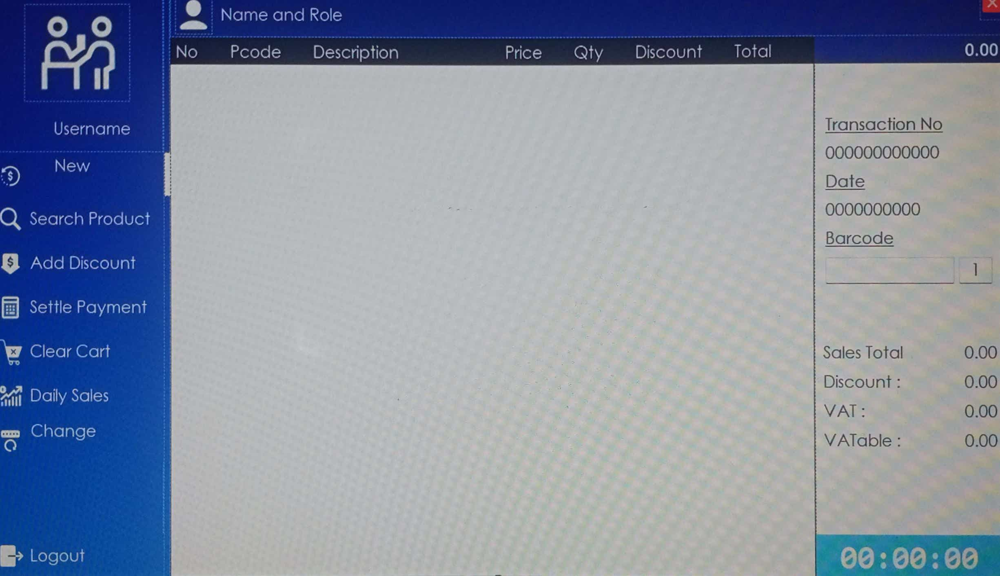 Name and Role
No Pcode Description Price Qty Discount Total 0.00
Username
New
Search Product
Add Discount
Settle Payment
Clear Cart
Daily Sales
Change
Logout
Transaction No
000000000000
Date
0000000000
Barcode
1
Sales Total 0.00
Discount : 0.00
VAT : 0.00
VATable : 0.00
00:00:00